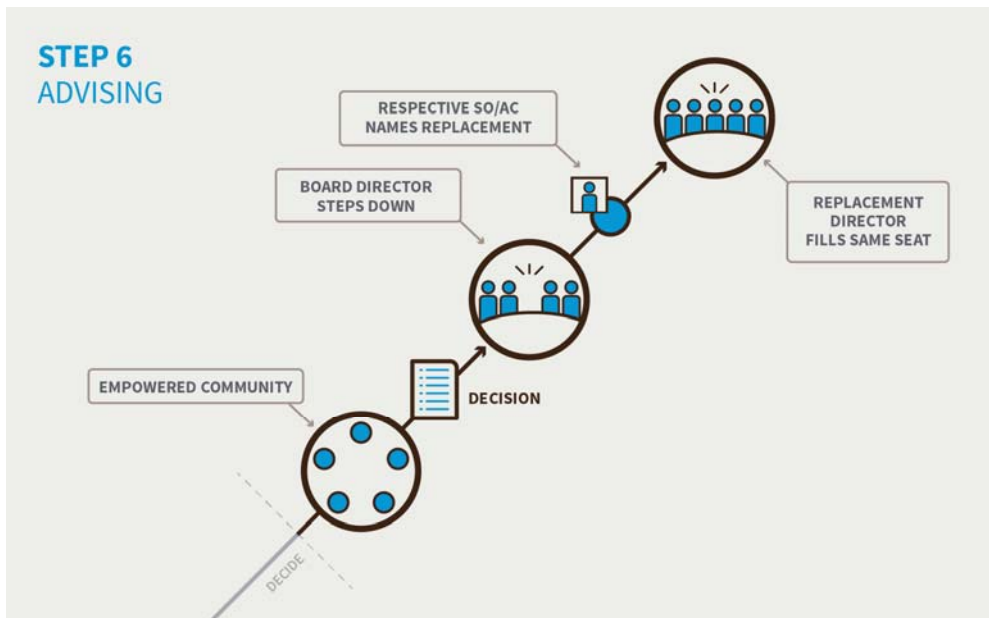 STEP 6
ADVISING
RESPECTIVE SO/AC
NAMES REPLACEMENT
BOARD DIRECTOR
STEPS DOWN
REPLACEMENT
DIRECTOR
FILLS SAME SEAT
EMPOWERED COMMUNITY
DECISION
DECIDE